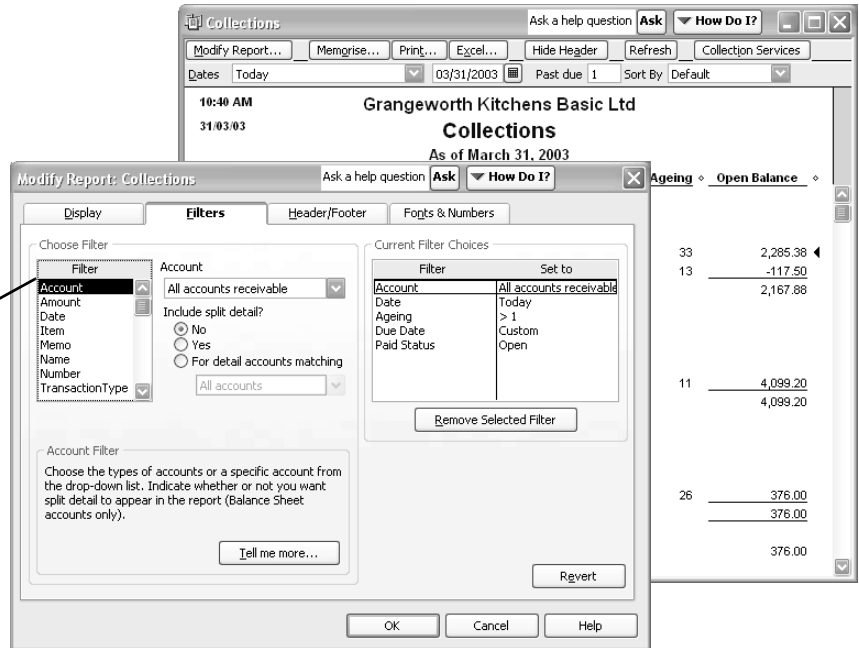 Collections
Ask a help question Ask How Do I?
Modify Report... Memorise... Print... Excel... Hide Header Refresh Collection Services
Dates Today 03/31/2003 Past due 1 Sort By Default
10:40 AM
31/03/03
Grangeworth Kitchens Basic Ltd
Collections
As of March 31, 2003
Ageing Open Balance
33 2,285.38
13 -117.50
2,167.88
11 4,099.20
4,099.20
26 376.00
376.00
376.00
Modify Report: Collections
Ask a help question Ask How Do I?
Display Filters Header/Footer Fonts & Numbers
Choose Filter
Filter
Account
Amount
Date
Item
Memo
Name
Number
TransactionType
Account
All accounts receivable
Include split detail?
No
Yes
For detail accounts matching
All accounts
Current Filter Choices
Filter Set to
Account All accounts receivable
Date Today
Ageing > 1
Due Date Custom
Paid Status Open
Remove Selected Filter
Account Filter
Choose the types of accounts or a specific account from
the drop-down list. Indicate whether or not you want
split detail to appear in the report (Balance Sheet
accounts only).
Tell me more...
Revert
OK Cancel Help